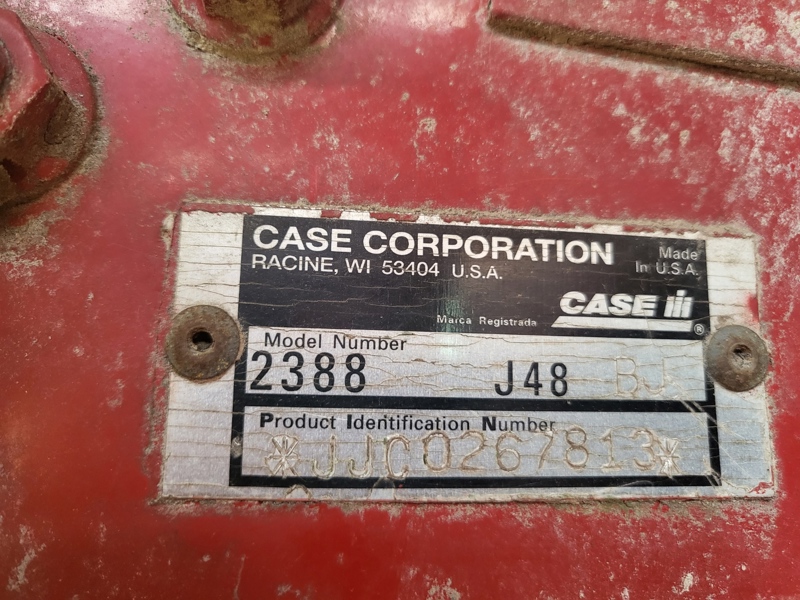 CASE CORPORATION
RACINE, WI 53404 U.S.A.
Made
In U.S.A.
CASE IH
Marca Registrada
®
Model Number
2388 J48 BJ
Product Identification Number
*JJC0267813*